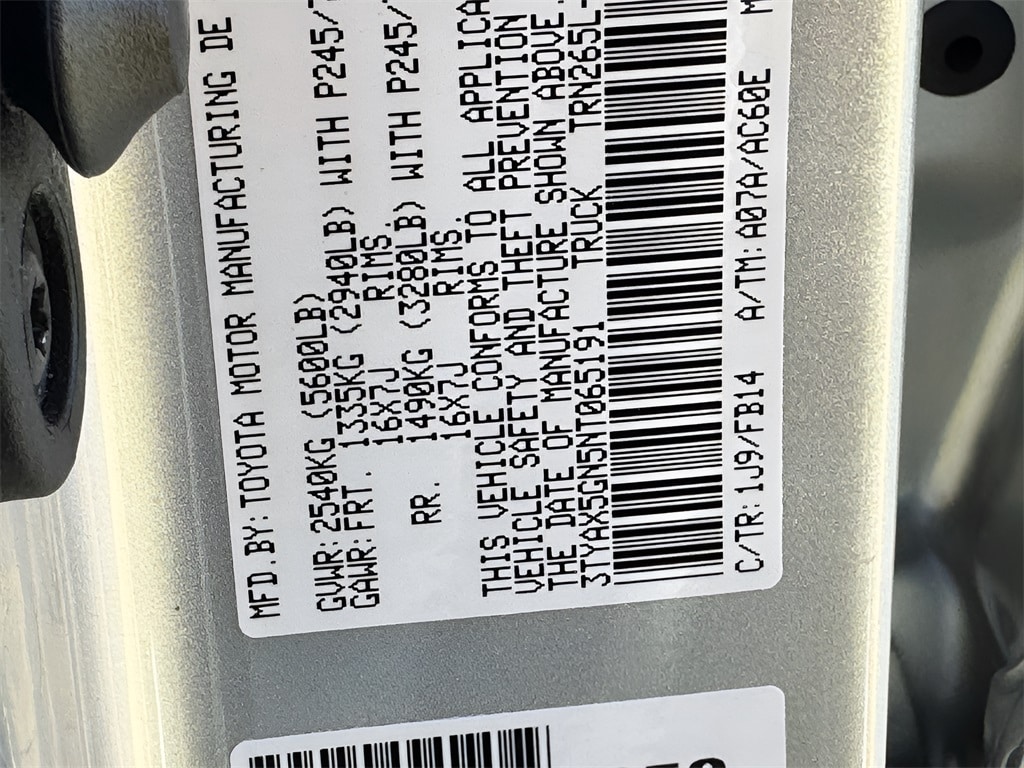 MFD.BY:TOYOTA MOTOR MANUFACTURING DE
GVWR:2540KG (5600LB)
GAWR:FRT. 1335KG (2940LB) WITH P245/
16X7J RIMS.
RR. 1490KG (3280LB) WITH P245/
16X7J RIMS.
THIS VEHICLE CONFORMS TO ALL APPLICA
VEHICLE SAFETY AND THEFT PREVENTION
THE DATE OF MANUFACTURE SHOWN ABOVE.
3TYAX5GN5NT065191 TRUCK TRN265L-
C/TR:1J9/FB14 A/TM:A07A/AC60E M